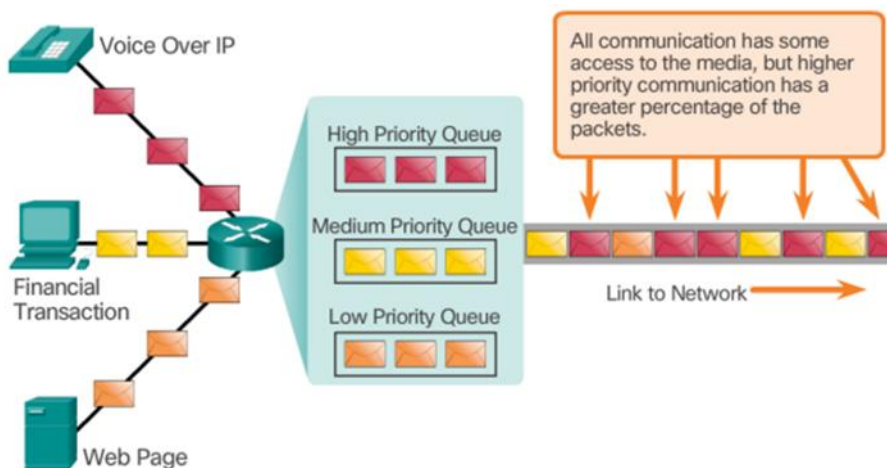 Voice Over IP
All communication has some
access to the media, but higher
priority communication has a
greater percentage of the
packets.
High Priority Queue
Medium Priority Queue
Financial
Transaction
Link to Network
Low Priority Queue
Web Page